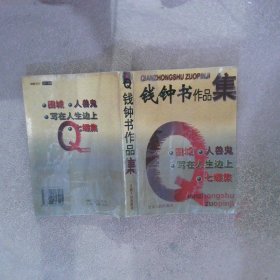 QIANZHONGSHU ZUOPINJI
钱钟书作品集
·围城 ·人兽鬼
·写在人生边上
·七缀集
qianzhongshu
zuopinji
Q
钱钟书作品集
·围城 ·人兽鬼
·写在人生边上
·七缀集